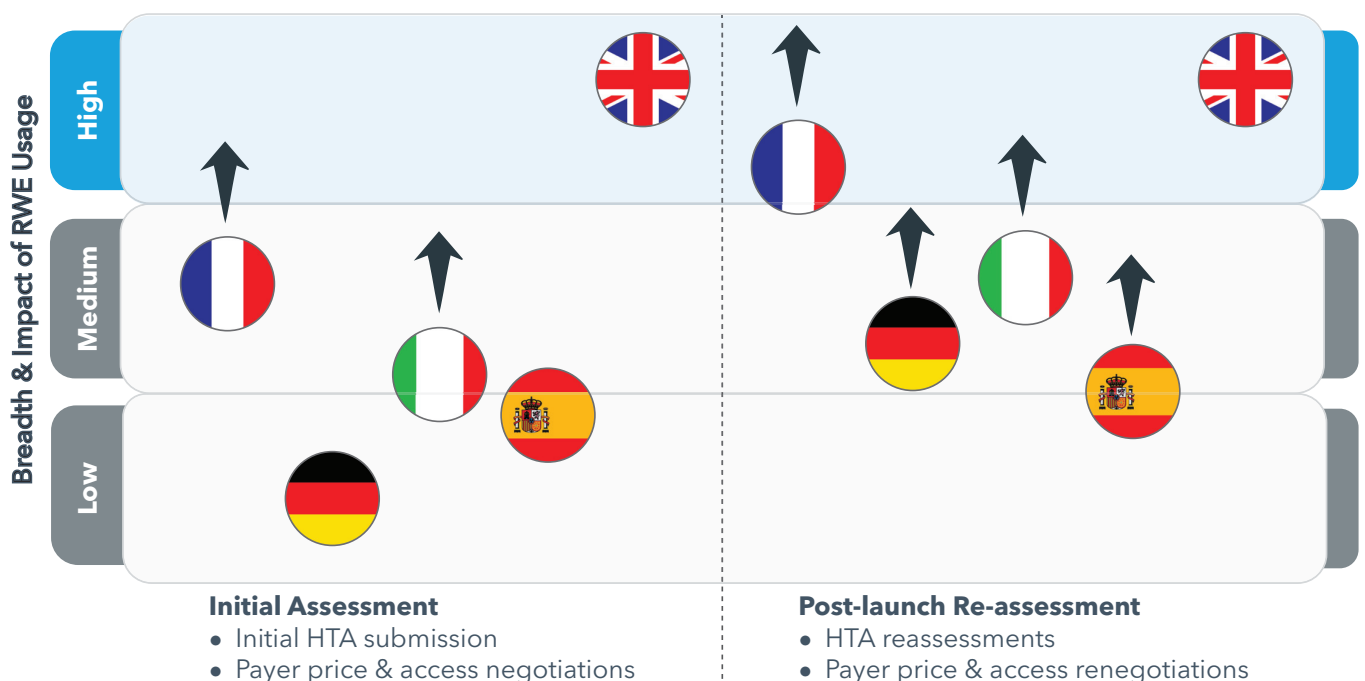 Breadth & Impact of RWE Usage
High
Medium
Low
Initial Assessment
• Initial HTA submission
• Payer price & access negotiations
Post-launch Re-assessment
• HTA reassessments
• Payer price & access renegotiations